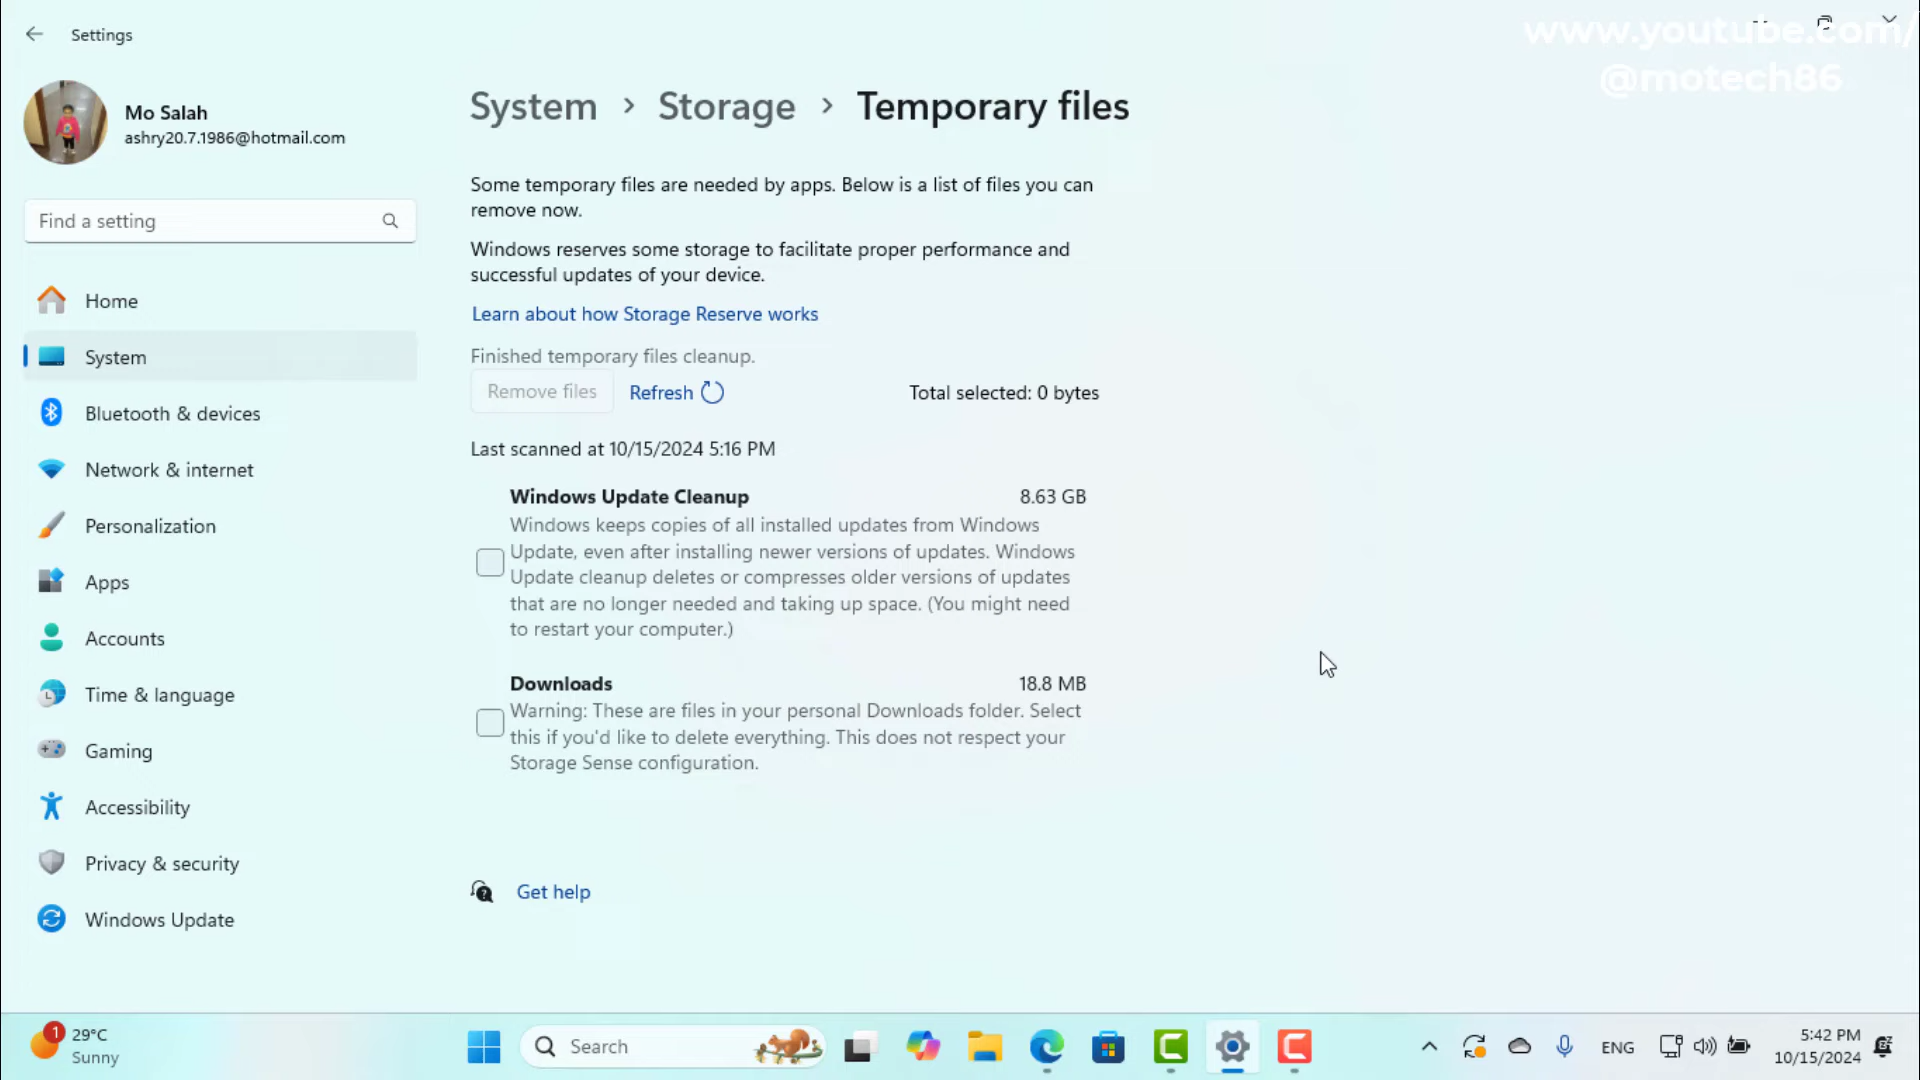 www.youtube.com/
@motech86
Settings
Mo Salah
ashry20.7.1986@hotmail.com
Find a setting
Home
System
Bluetooth & devices
Network & internet
Personalization
Apps
Accounts
Time & language
Gaming
Accessibility
Privacy & security
Windows Update
System > Storage > Temporary files
Some temporary files are needed by apps. Below is a list of files you can
remove now.
Windows reserves some storage to facilitate proper performance and
successful updates of your device.
Learn about how Storage Reserve works
Finished temporary files cleanup.
Remove files Refresh Total selected: 0 bytes
Last scanned at 10/15/2024 5:16 PM
Windows Update Cleanup 8.63 GB
Windows keeps copies of all installed updates from Windows
Update, even after installing newer versions of updates. Windows
Update cleanup deletes or compresses older versions of updates
that are no longer needed and taking up space. (You might need
to restart your computer.)
Downloads 18.8 MB
Warning: These are files in your personal Downloads folder. Select
this if you'd like to delete everything. This does not respect your
Storage Sense configuration.
Get help
1
29°C
Sunny
Search
ENG
5:42 PM
10/15/2024